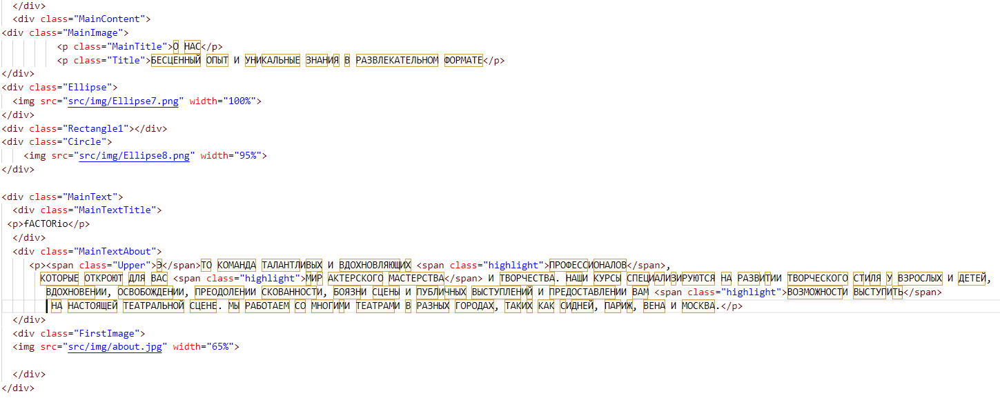 </div>
<div class="MainContent">
<div class="MainImage">
<p class="MainTitle">О НАС</p>
<p class="Title">БЕСЦЕННЫЙ ОПЫТ И УНИКАЛЬНЫЕ ЗНАНИЯ В РАЗВЛЕКАТЕЛЬНОМ ФОРМАТЕ</p>
</div>
<div class="Ellipse">
<img src="src/img/Ellipse7.png" width="100%">
</div>
<div class="Rectangle1"></div>
<div class="Circle">
<img src="src/img/Ellipse8.png" width="95%">
</div>
<div class="MainText">
<div class="MainTextTitle">
<p>fACTORio</p>
</div>
<div class="MainTextAbout">
<p><span class="Upper">Э</span>ТО КОМАНДА ТАЛАНТЛИВЫХ И ВДОХНОВЛЯЮЩИХ <span class="highlight">ПРОФЕССИОНАЛОВ</span>,
КОТОРЫЕ ОТКРОЮТ ДЛЯ ВАС <span class="highlight">МИР АКТЕРСКОГО МАСТЕРСТВА</span> И ТВОРЧЕСТВА. НАШИ КУРСЫ СПЕЦИАЛИЗИРУЮТСЯ НА РАЗВИТИИ ТВОРЧЕСКОГО СТИЛЯ У ВЗРОСЛЫХ И ДЕТЕЙ,
ВДОХНОВЕНИИ, ОСВОБОЖДЕНИИ, ПРЕОДОЛЕНИИ СКОВАННОСТИ, БОЯЗНИ СЦЕНЫ И ПУБЛИЧНЫХ ВЫСТУПЛЕНИЙ И ПРЕДОСТАВЛЕНИИ ВАМ <span class="highlight">ВОЗМОЖНОСТИ ВЫСТУПИТЬ</span>
НА НАСТОЯЩЕЙ ТЕАТРАЛЬНОЙ СЦЕНЕ. МЫ РАБОТАЕМ СО МНОГИМИ ТЕАТРАМИ В РАЗНЫХ ГОРОДАХ, ТАКИХ КАК СИДНЕЙ, ПАРИЖ, ВЕНА И МОСКВА.</p>
</div>
<div class="FirstImage">
<img src="src/img/about.jpg" width="65%">
</div>
</div>